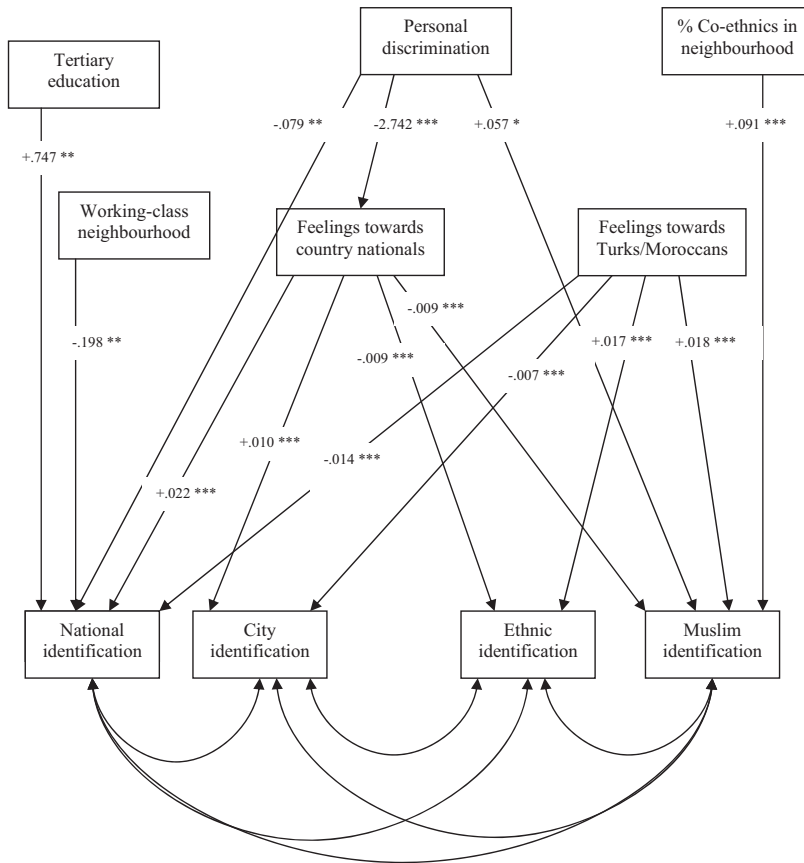 Personal
discrimination
% Co-ethnics in
neighbourhood
Tertiary
education
-.079 **
-2.742 ***
+.057 *
+.091 ***
+.747 **
Working-class
neighbourhood
Feelings towards
country nationals
Feelings towards
Turks/Moroccans
-.009 ***
-.198 **
+.017 ***
+.018 ***
-.009 ***
-.007 ***
+.010 ***
-.014 ***
+.022 ***
National
identification
City
identification
Ethnic
identification
Muslim
identification